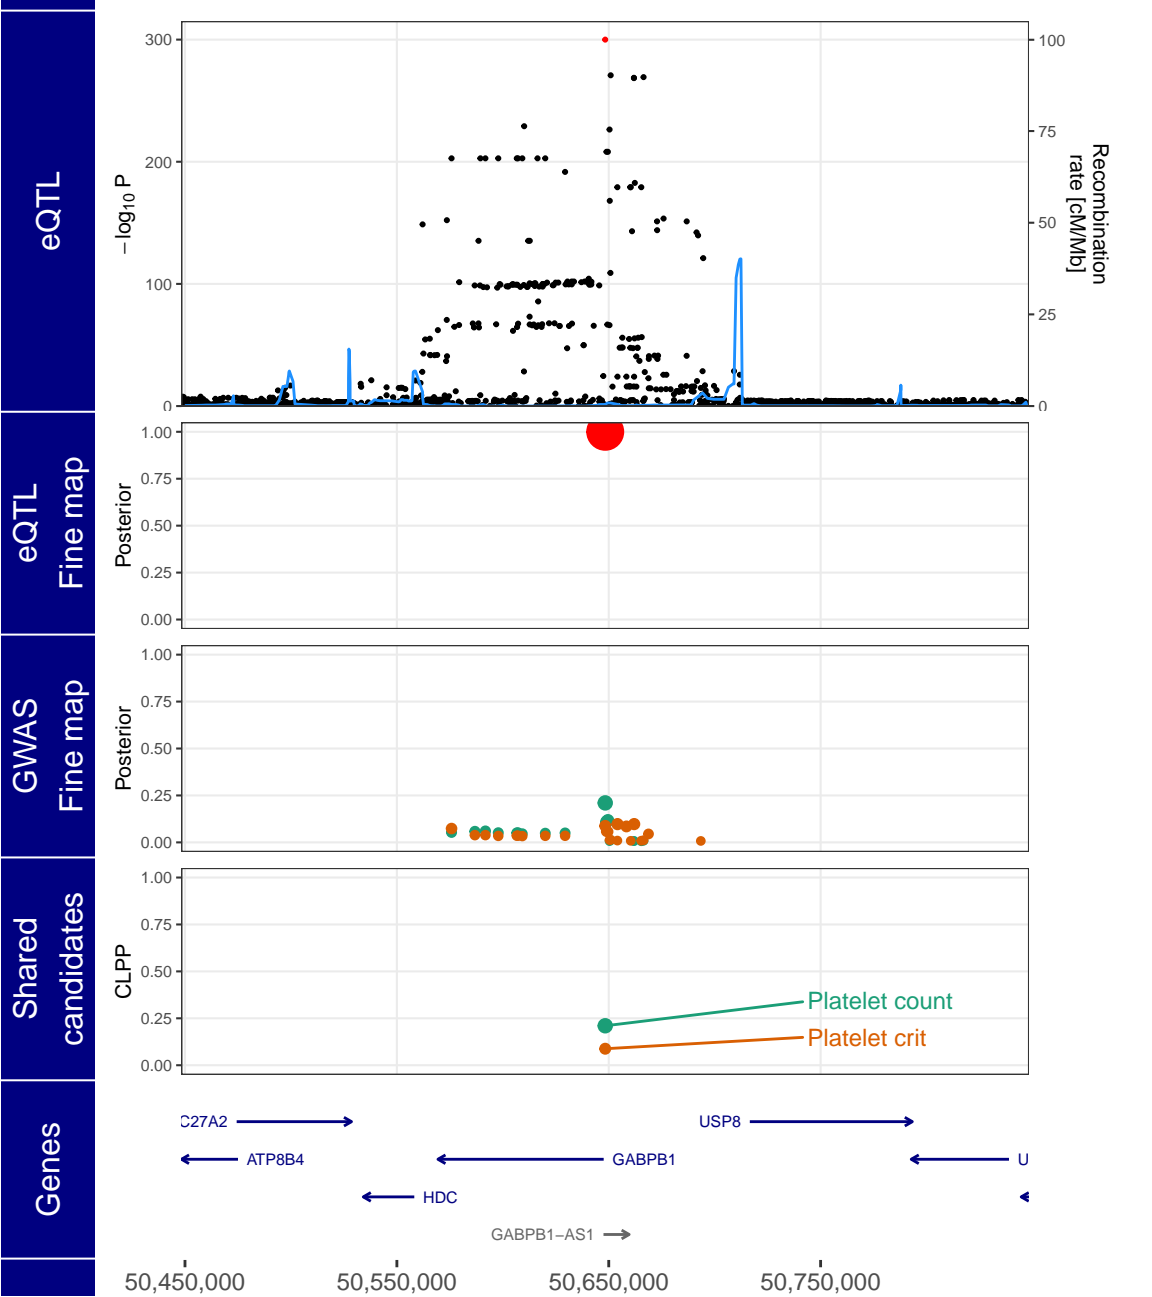 eQTL
−log10 P
300
200
100
0
100
75
50
25
0
Recombination
rate [cM/Mb]
eQTL
Fine map
Posterior
1.00
0.75
0.50
0.25
0.00
GWAS
Fine map
Posterior
1.00
0.75
0.50
0.25
0.00
Shared
candidates
CLPP
1.00
0.75
0.50
0.25
0.00
Platelet count
Platelet crit
Genes
C27A2
USP8
ATP8B4
GABPB1
U
HDC
GABPB1−AS1
50,450,000
50,550,000
50,650,000
50,750,000